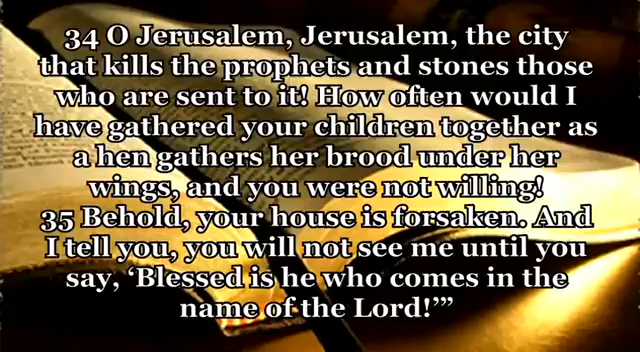 34 O Jerusalem, Jerusalem, the city
that kills the prophets and stones those
who are sent to it! How often would I
have gathered your children together as
a hen gathers her brood under her
wings, and you were not willing!
35 Behold, your house is forsaken. And
I tell you, you will not see me until you
say, ‘Blessed is he who comes in the
name of the Lord!’”